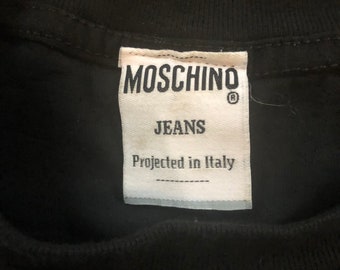 MOSCHINO®
JEANS
Projected in Italy